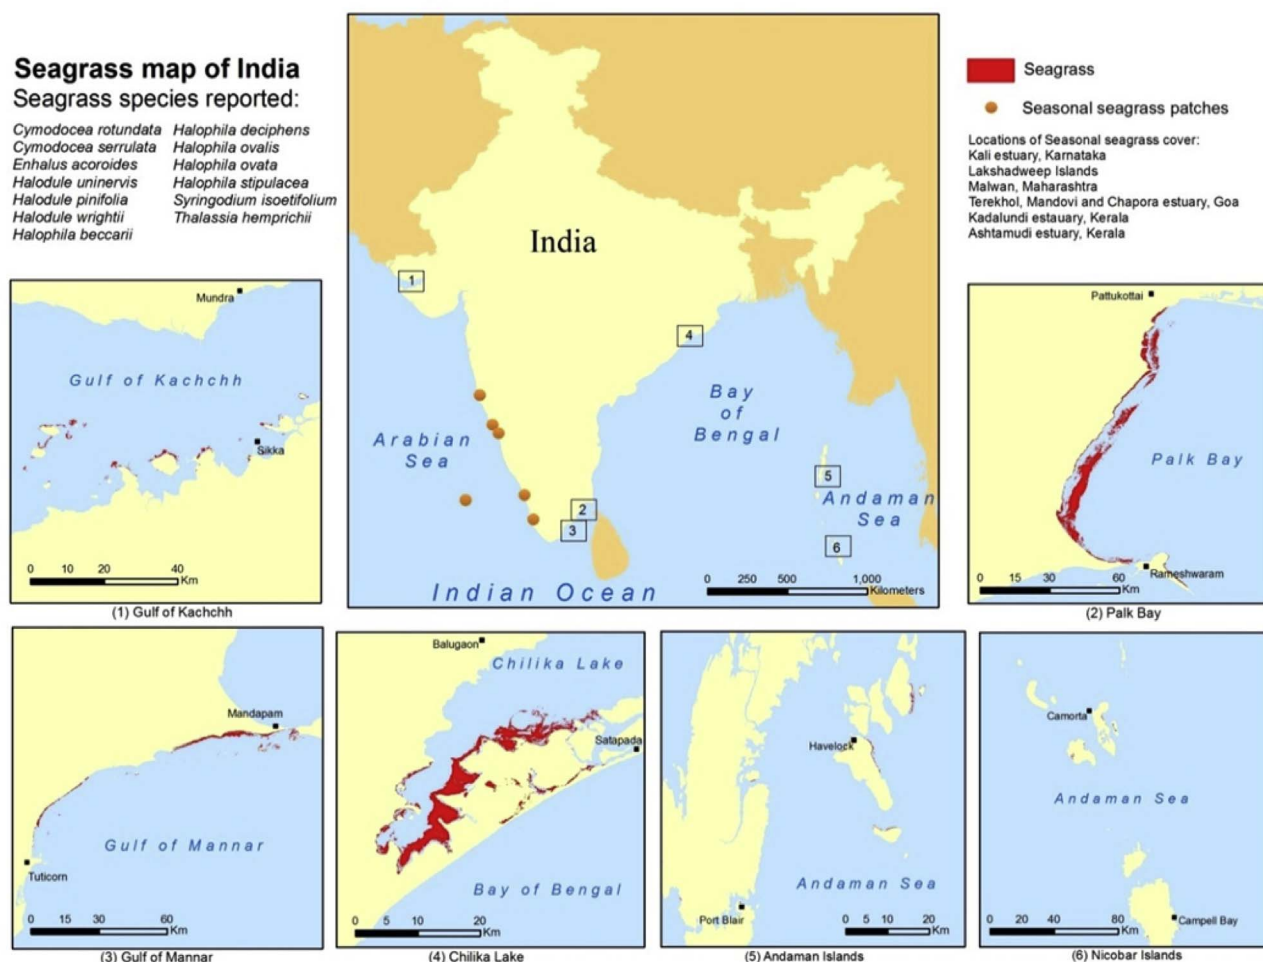 Seagrass map of India
Seagrass species reported:
Cymodocea rotundata Halophila deciphens
Cymodocea serrulata Halophila ovalis
Enhalus acoroides Halophila ovata
Halodule uninervis Halophila stipulacea
Halodule pinifolia Syringodium isoetifolium
Halodule wrightii Thalassia hemprichii
Halophila beccarii
India
1
4
5
2
3
6
Arabian
Sea
Bay
of
Bengal
Andaman
Sea
Indian Ocean
0 250 500 1,000
Kilometers
Seagrass
Seasonal seagrass patches
Locations of Seasonal seagrass cover:
Kali estuary, Karnataka
Lakshadweep Islands
Malwan, Maharashtra
Terekhol, Mandovi and Chapora estuary, Goa
Kadalundi estauary, Kerala
Ashtamudi estuary, Kerala
Mundra
Gulf of Kachchh
Sikka
0 10 20 40
Km
(1) Gulf of Kachchh
Pattukottai
Palk Bay
Rameshwaram
0 15 30 60
Km
(2) Palk Bay
Mandapam
Gulf of Mannar
Tuticorn
0 15 30 60
Km
(3) Gulf of Mannar
Balugaon
Chilika Lake
Satapada
Bay of Bengal
0 5 10 20
Km
(4) Chilika Lake
Havelock
Andaman Sea
Port Blair
0 5 10 20
Km
(5) Andaman Islands
Camorta
Andaman Sea
Campell Bay
0 20 40 80
Km
(6) Nicobar Islands